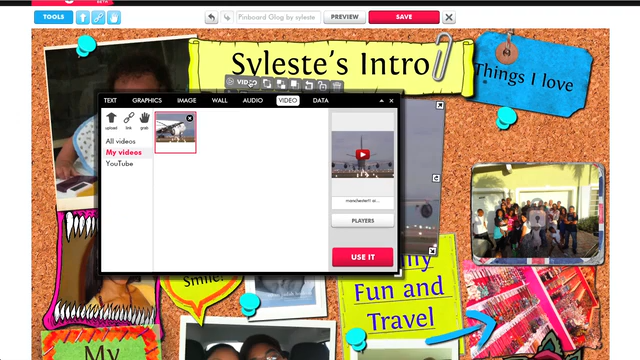 TOOLS
Pinboard Glog by syleste
PREVIEW
SAVE
Syleste's Intro
Things I love
VIDEO
TEXT GRAPHICS IMAGE WALL AUDIO VIDEO DATA
upload link grab
All videos
My videos
YouTube
PLAYERS
USE IT
Smile!
Fun and
Travel
My